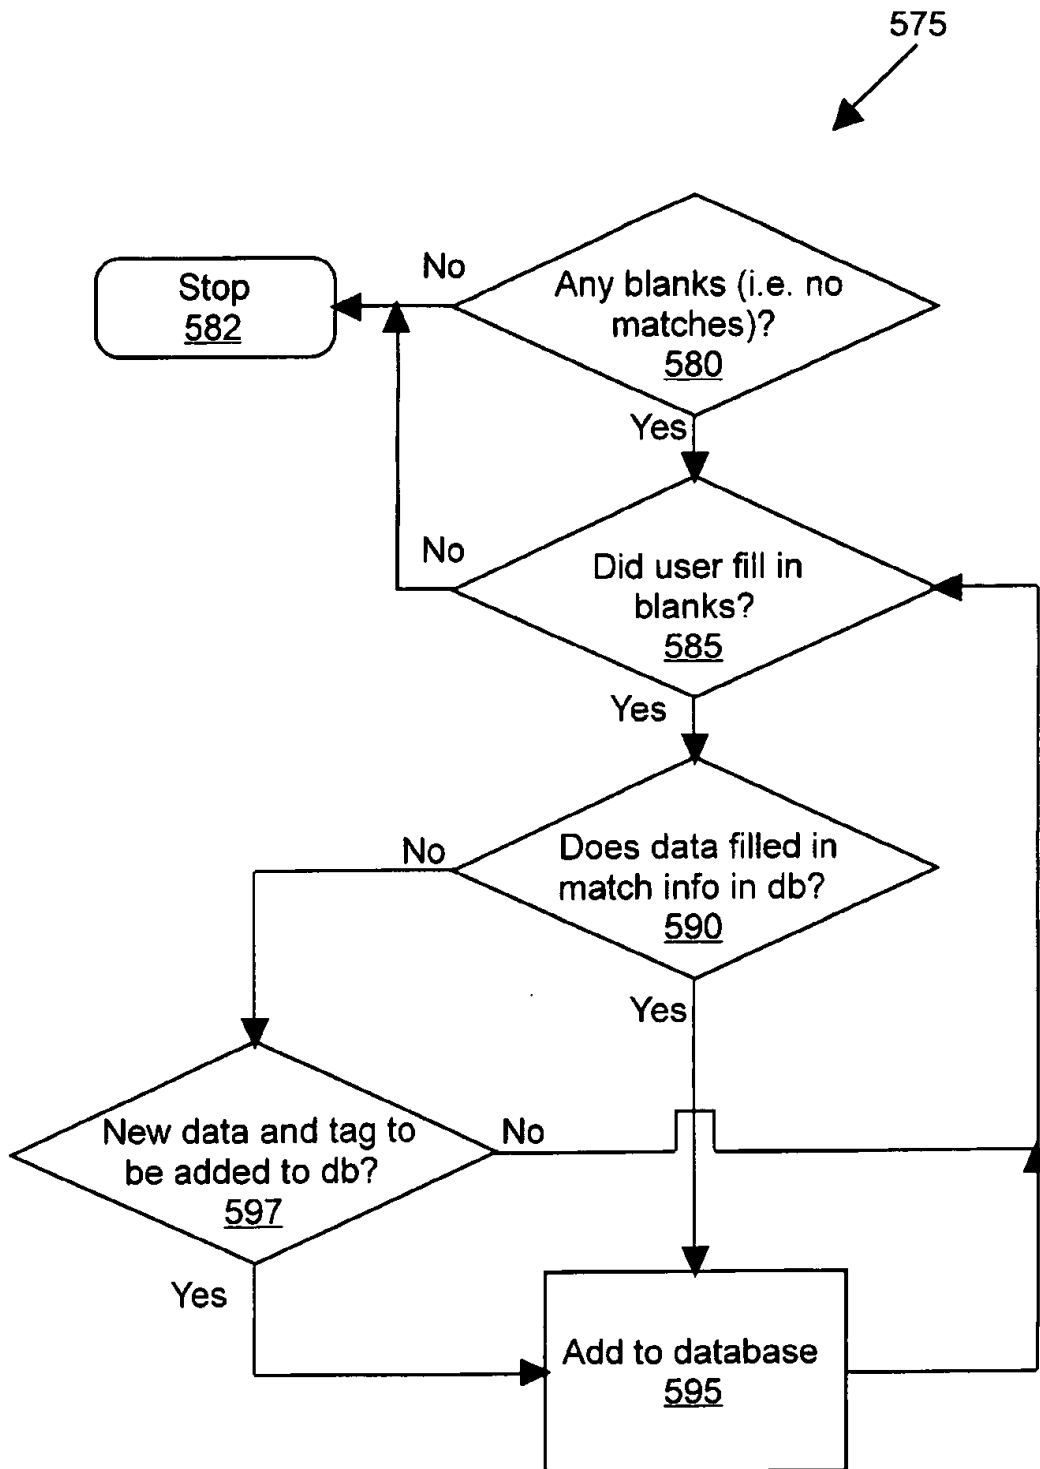 575
No
Stop
582
Any blanks (i.e. no
matches)?
580
Yes
No
Did user fill in
blanks?
585
Yes
No
Does data filled in
match info in db?
590
Yes
New data and tag to
be added to db?
597
No
Yes
Add to database
595